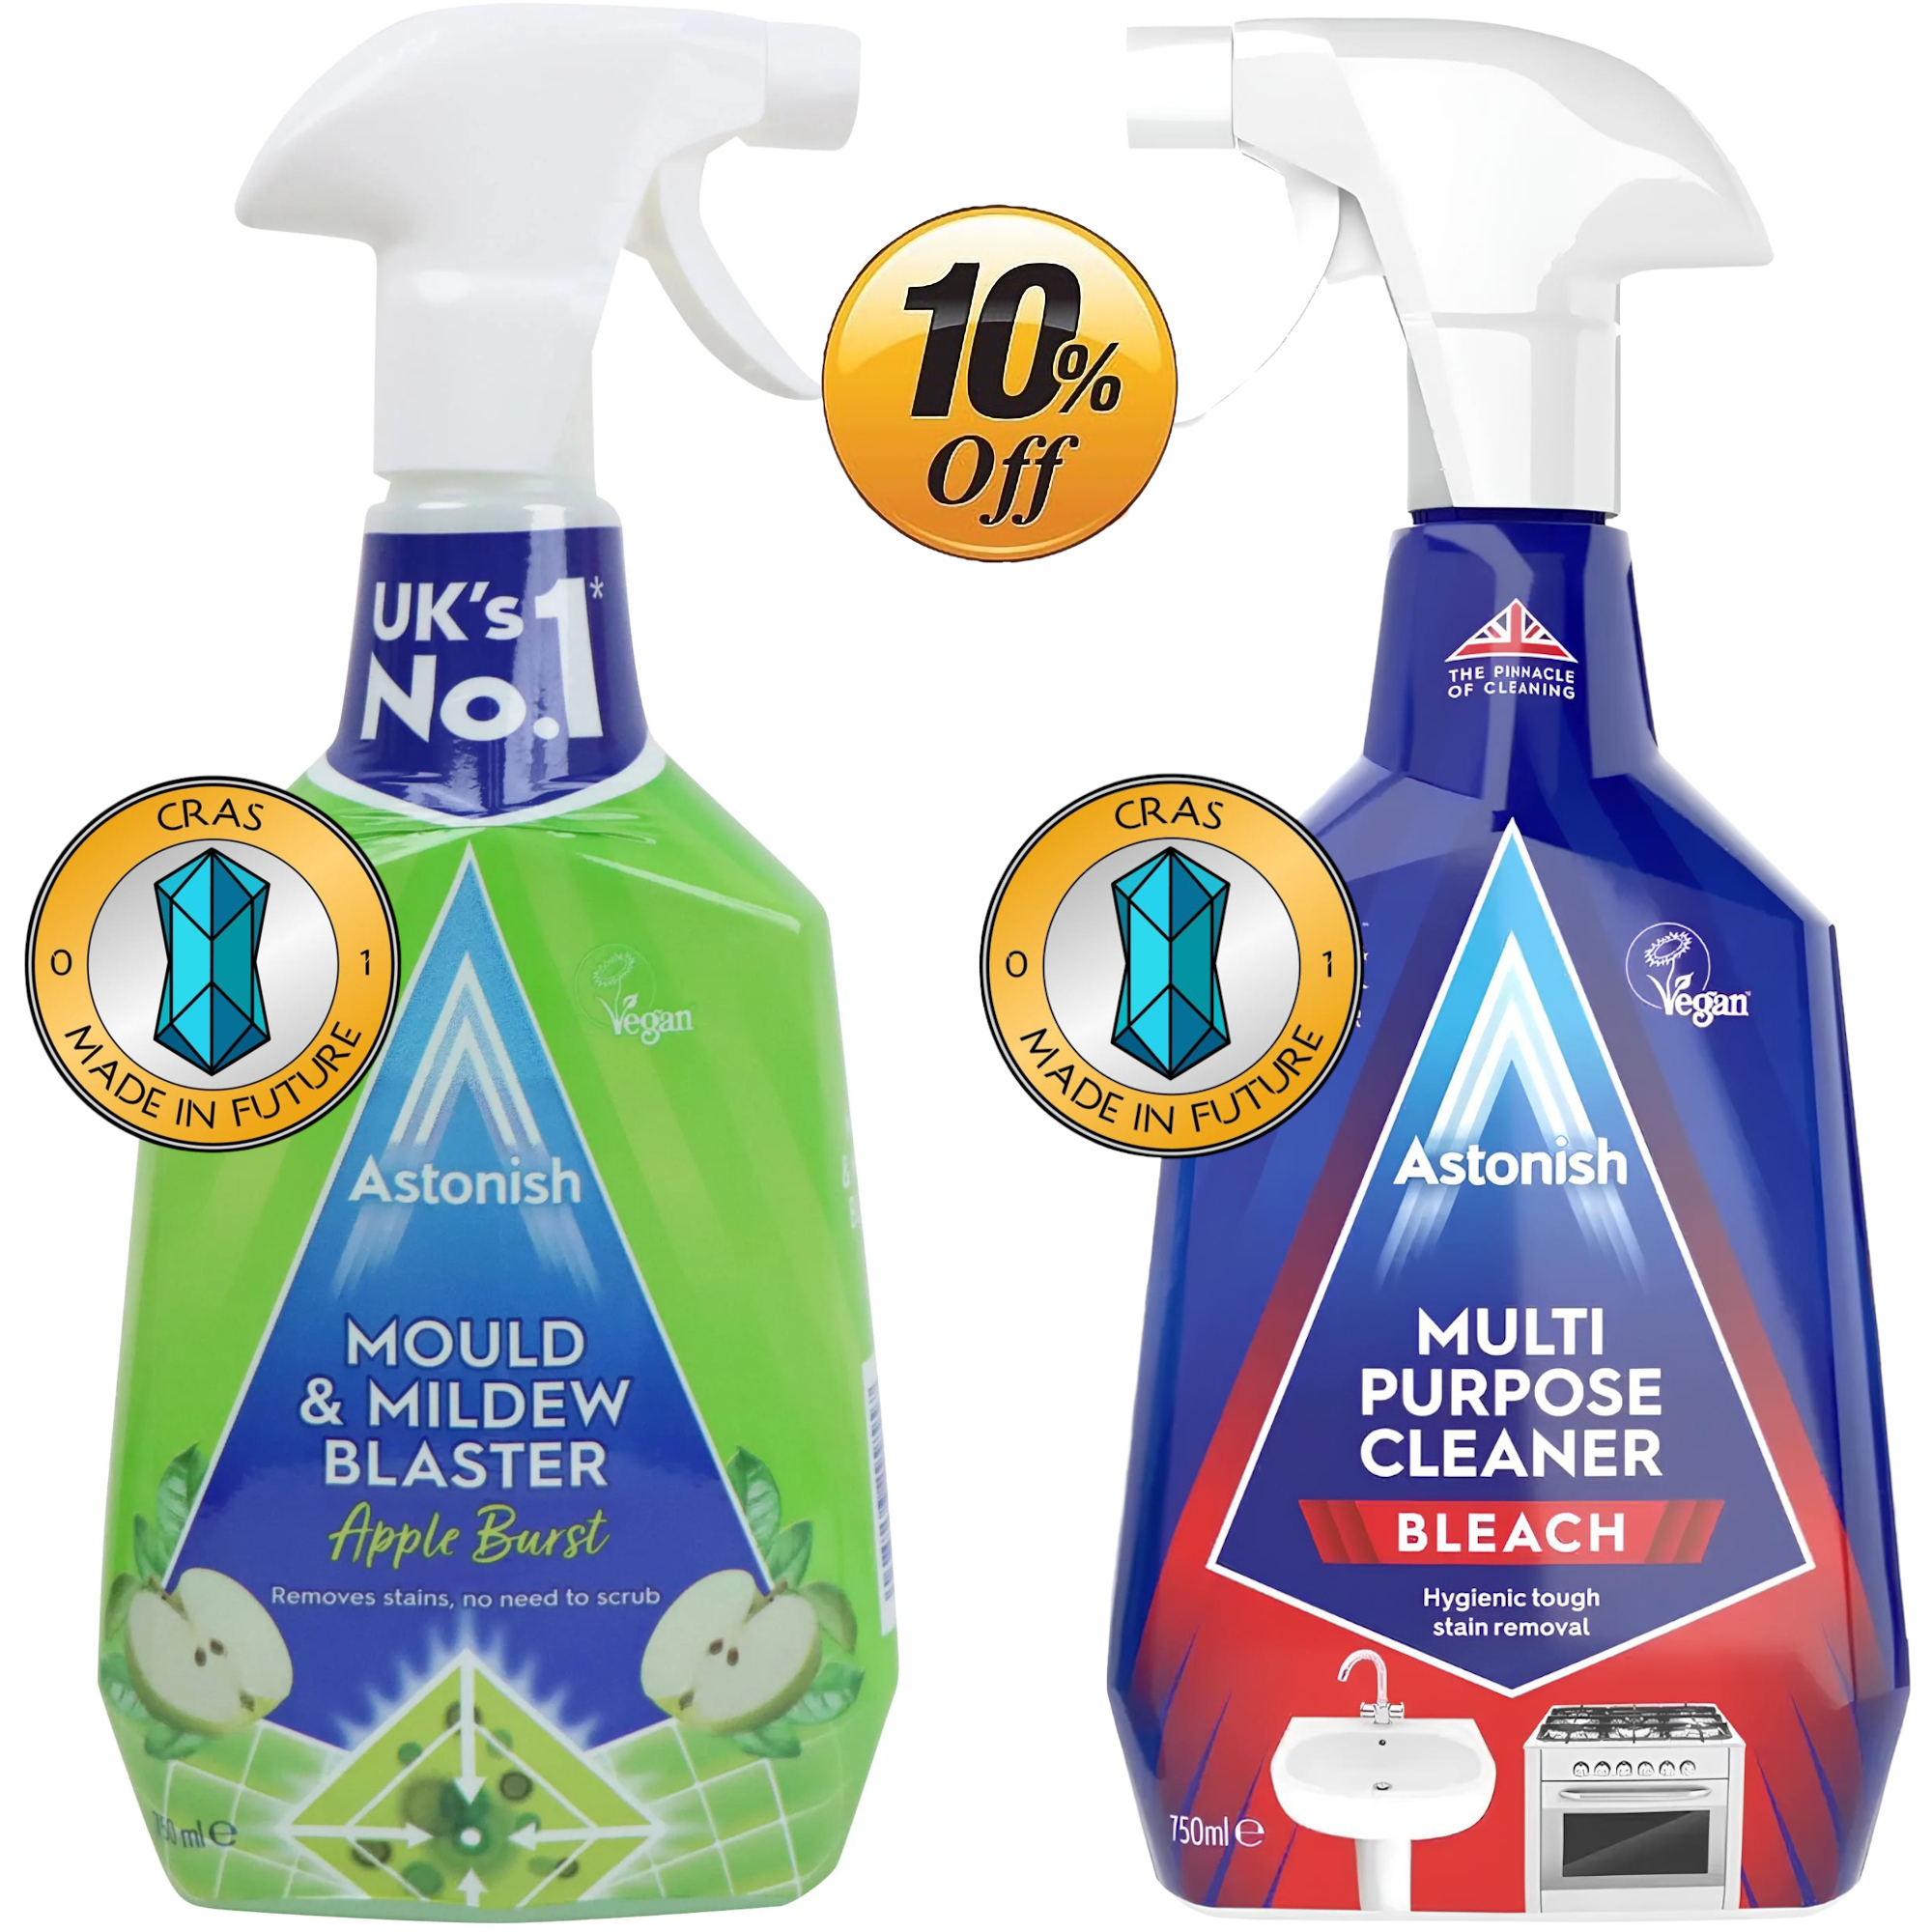 10%
Off
UK's
No.1*
CRAS
0 1
MADE IN FUTURE
Vegan
Astonish
MOULD
& MILDEW
BLASTER
Apple Burst
Removes stains, no need to scrub
750 ml e
THE PINNACLE
OF CLEANING
CRAS
0 1
MADE IN FUTURE
Vegan
Astonish
MULTI
PURPOSE
CLEANER
BLEACH
Hygienic tough
stain removal
750ml e